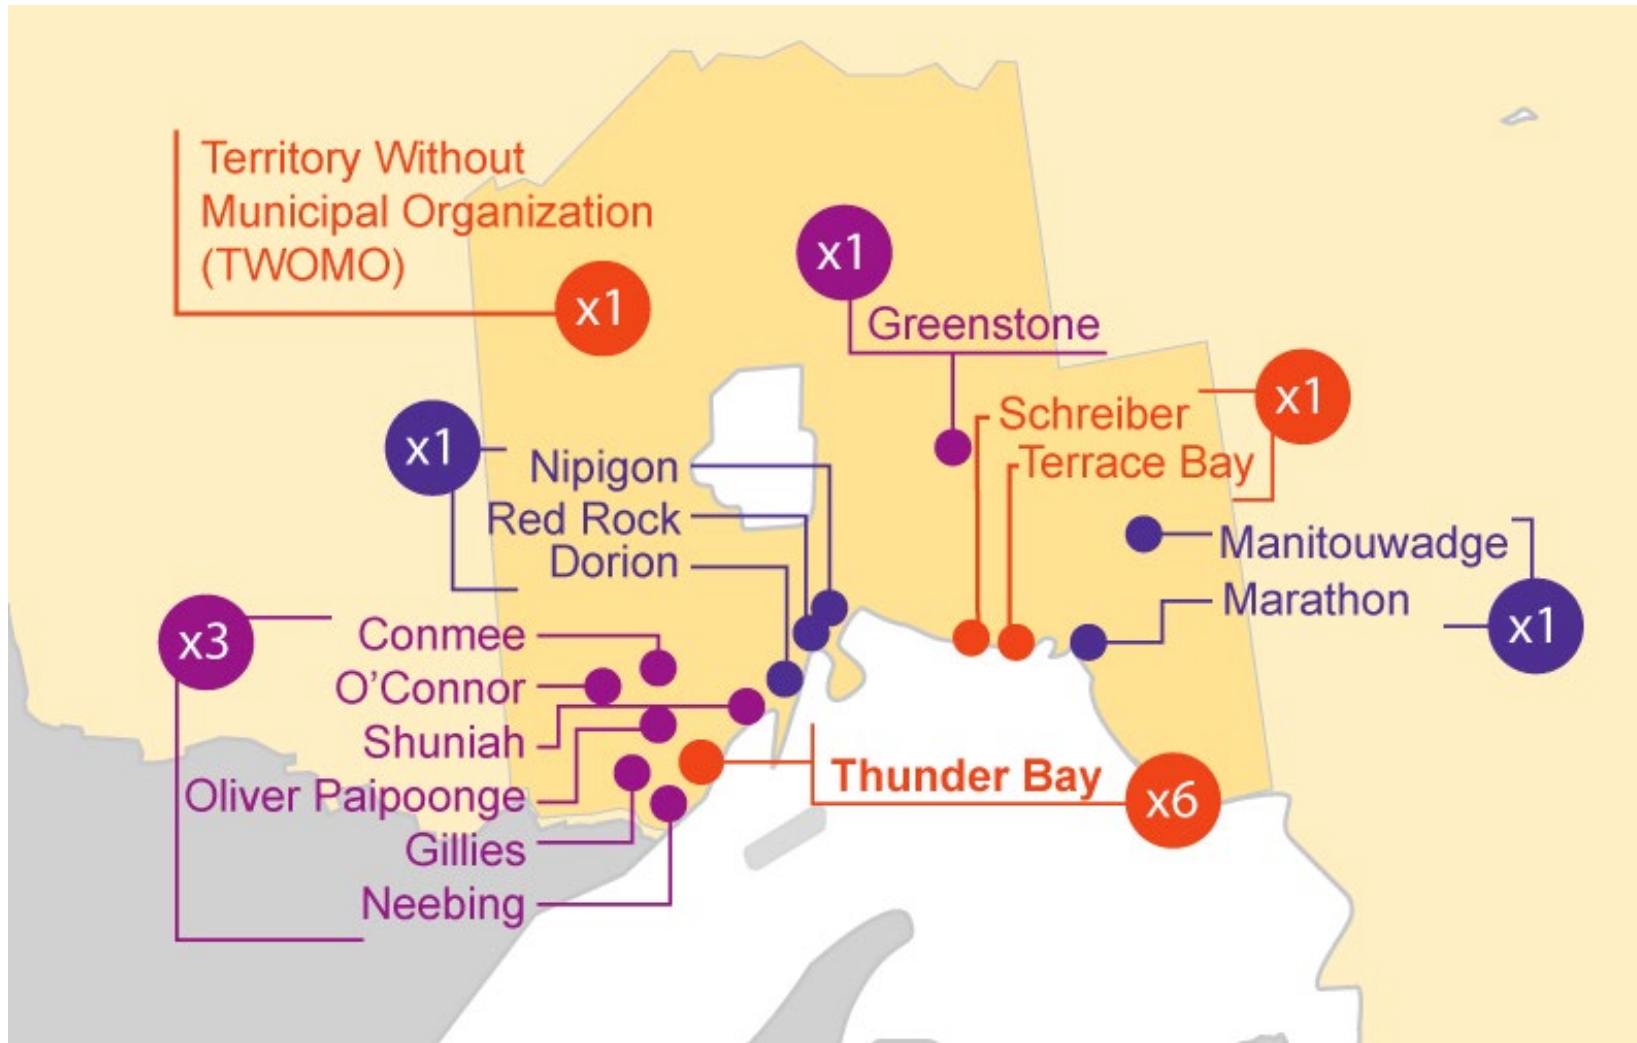 Territory Without
Municipal Organization
(TWOMO)
x1
x1
Greenstone
x1
Schreiber
Terrace Bay
x1
Nipigon
Red Rock
Dorion
Manitouwadge
Marathon
x1
x3
Conmee
O’Connor
Shuniah
Oliver Paipoonge
Gillies
Neebing
Thunder Bay
x6